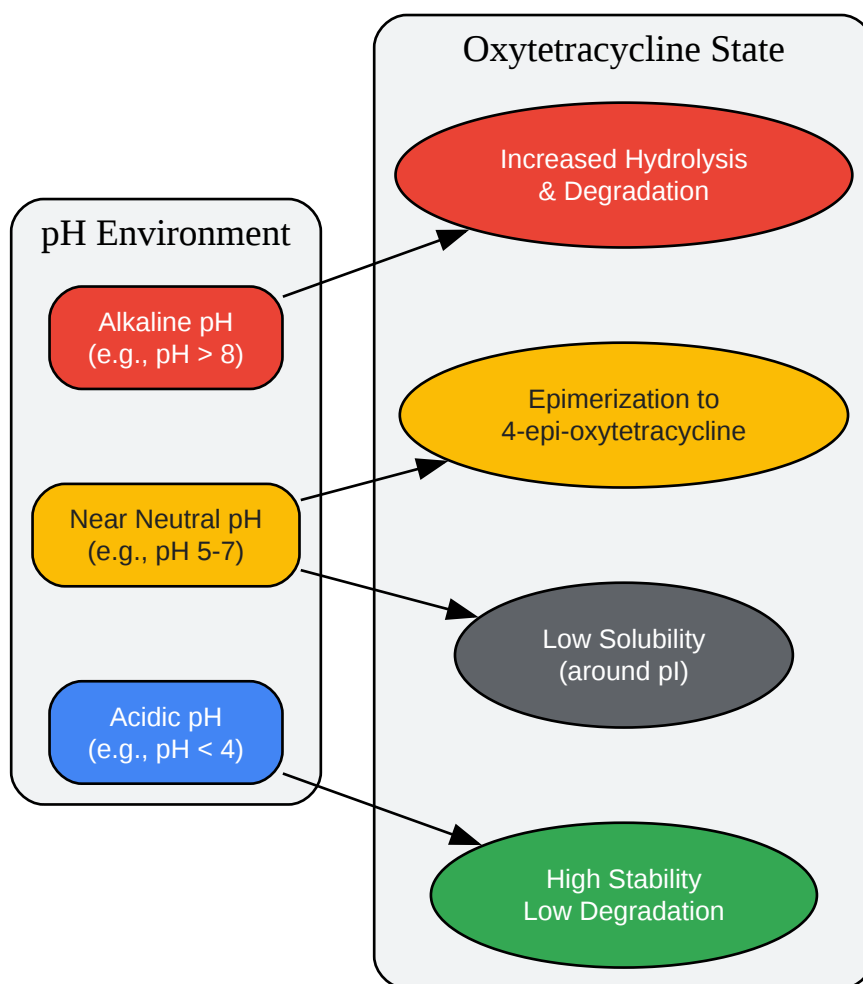 pH Environment
Alkaline pH
(e.g., pH > 8)
Near Neutral pH
(e.g., pH 5-7)
Acidic pH
(e.g., pH < 4)
Oxytetracycline State
Increased Hydrolysis
& Degradation
Epimerization to
4-epi-oxytetracycline
Low Solubility
(around pI)
High Stability
Low Degradation